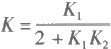 K = K₁ / (2 + K₁K₂)